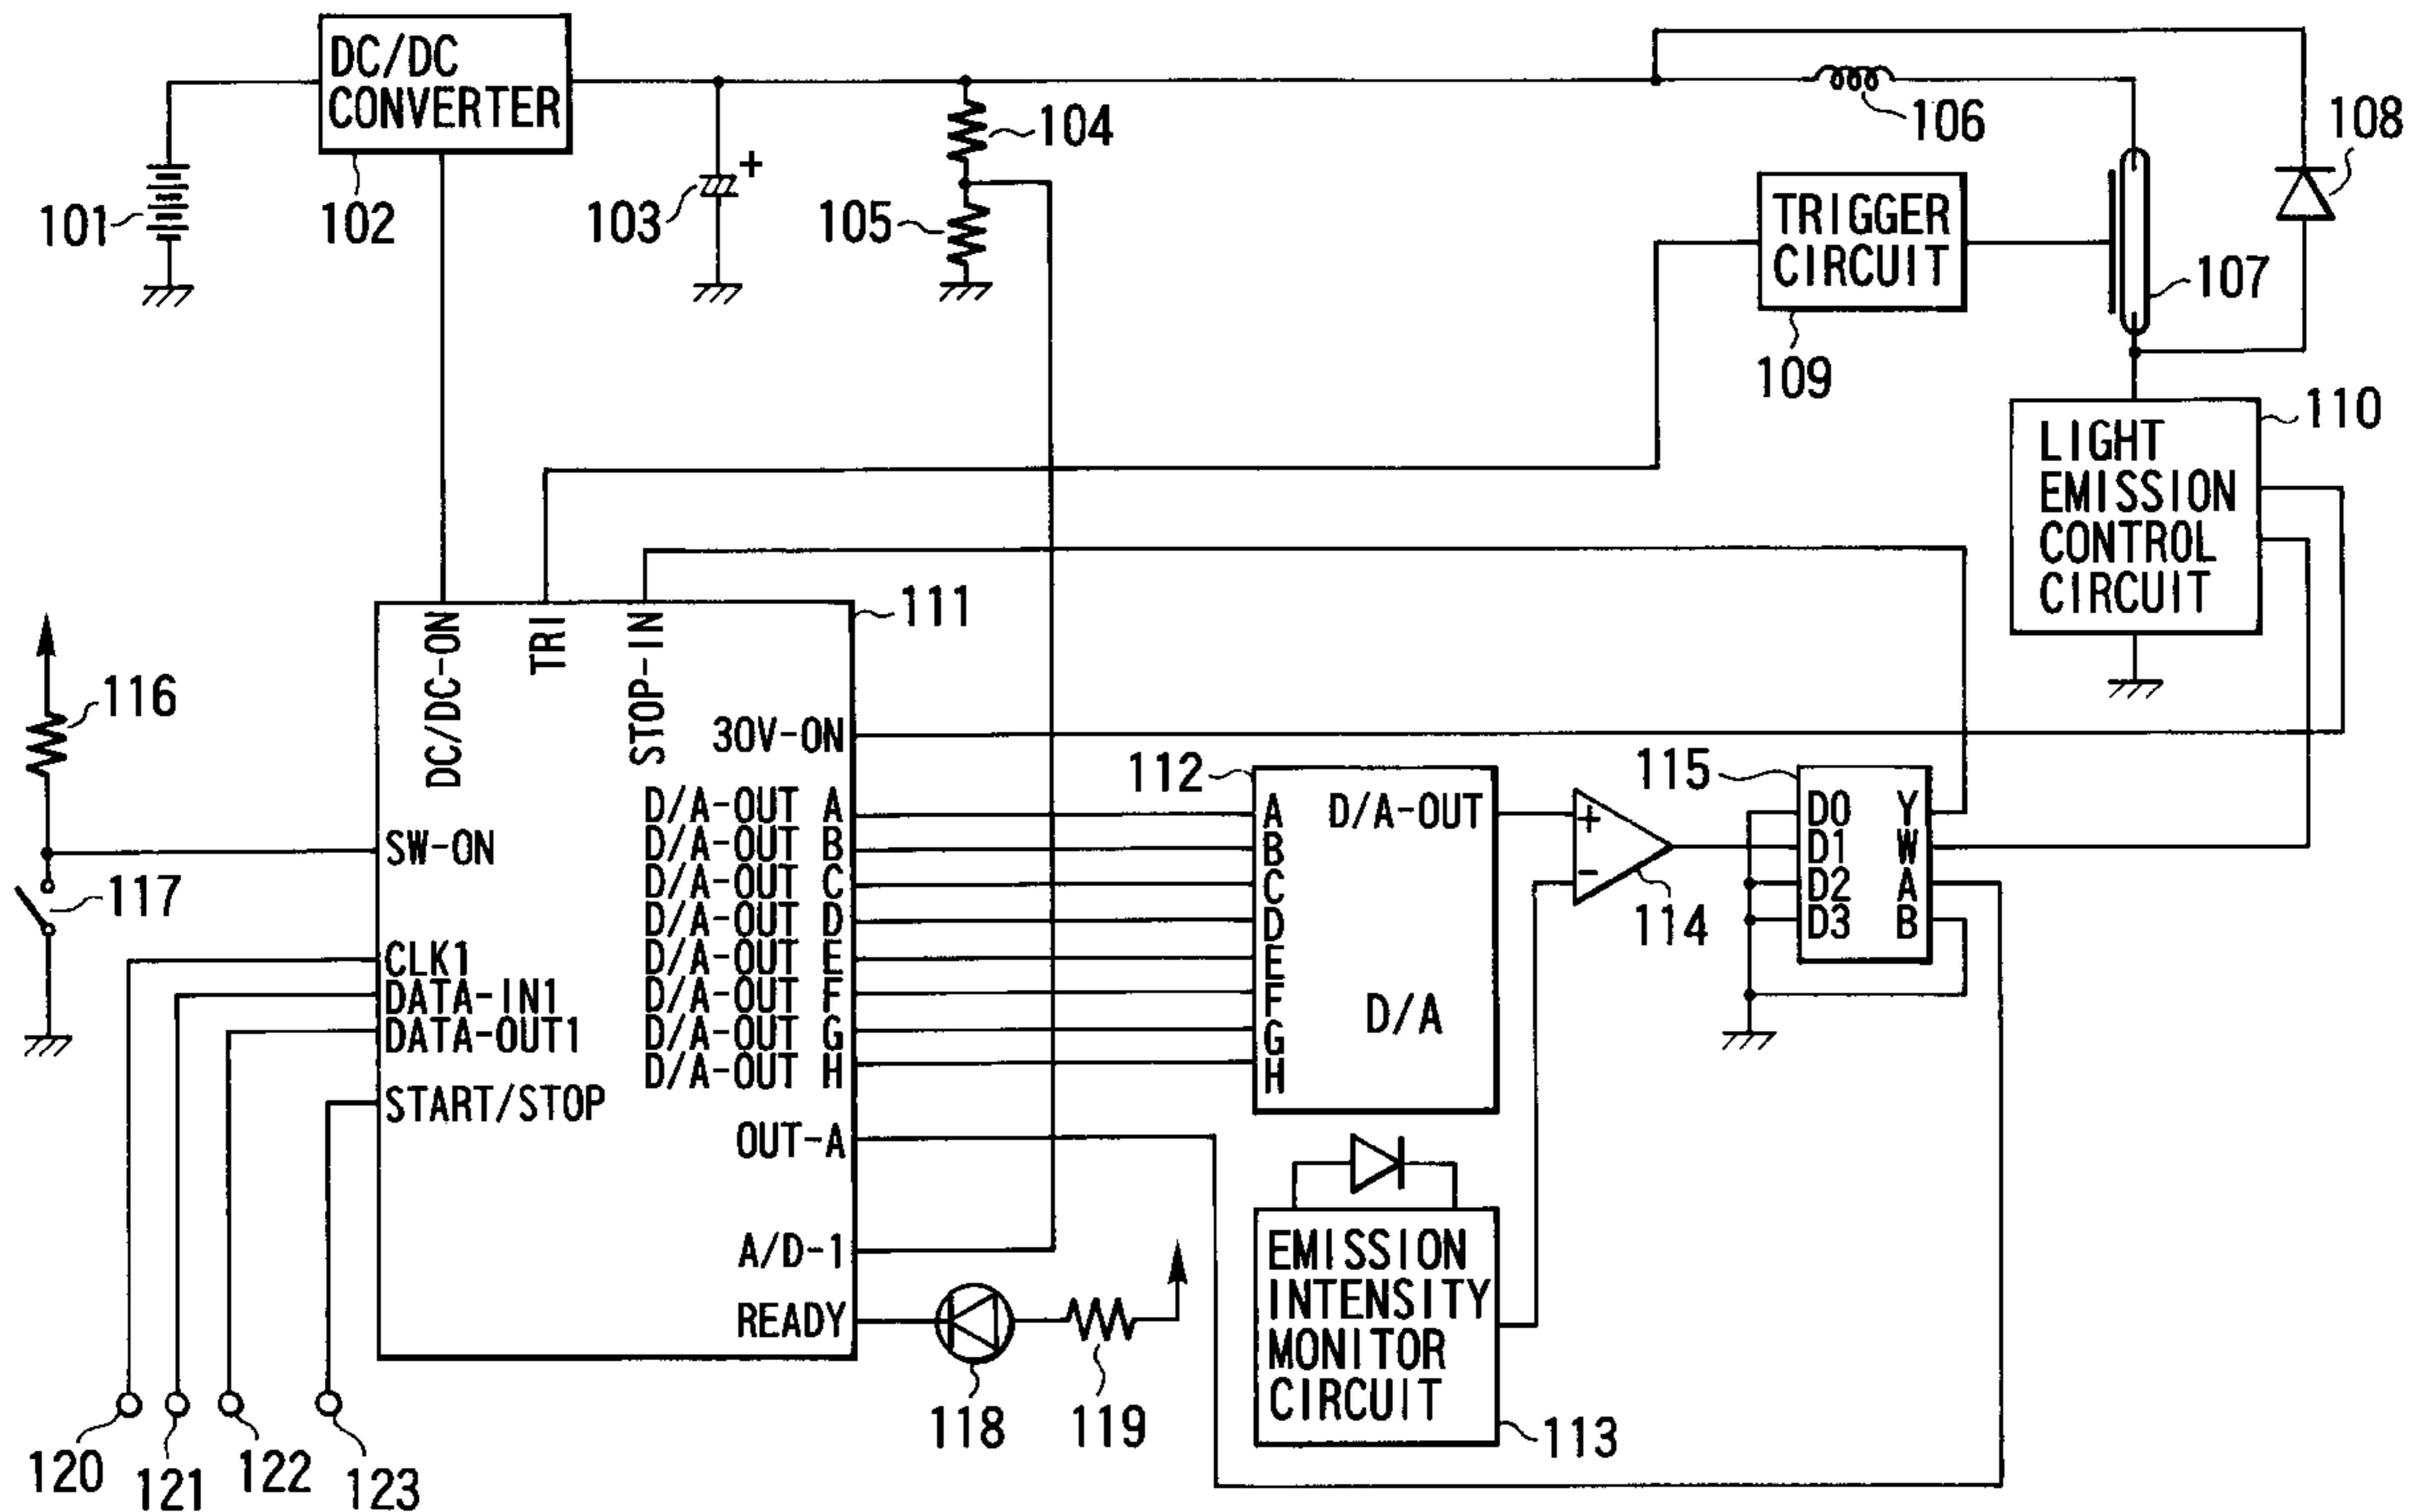 DC/DC
CONVERTER
101
102
103
+
104
105
106
107
108
TRIGGER
CIRCUIT
109
110
LIGHT
EMISSION
CONTROL
CIRCUIT
111
DC/DC-ON
TRI
STOP-IN
30V-ON
116
117
SW-ON
CLK1
DATA-IN1
DATA-OUT1
START/STOP
D/A-OUT A
D/A-OUT B
D/A-OUT C
D/A-OUT D
D/A-OUT E
D/A-OUT F
D/A-OUT G
D/A-OUT H
OUT-A
A/D-1
READY
112
A
B
C
D
E
F
G
H
D/A-OUT
D/A
+
-
114
115
D0 Y
D1 W
D2 A
D3 B
EMISSION
INTENSITY
MONITOR
CIRCUIT
113
118
119
120
121
122
123